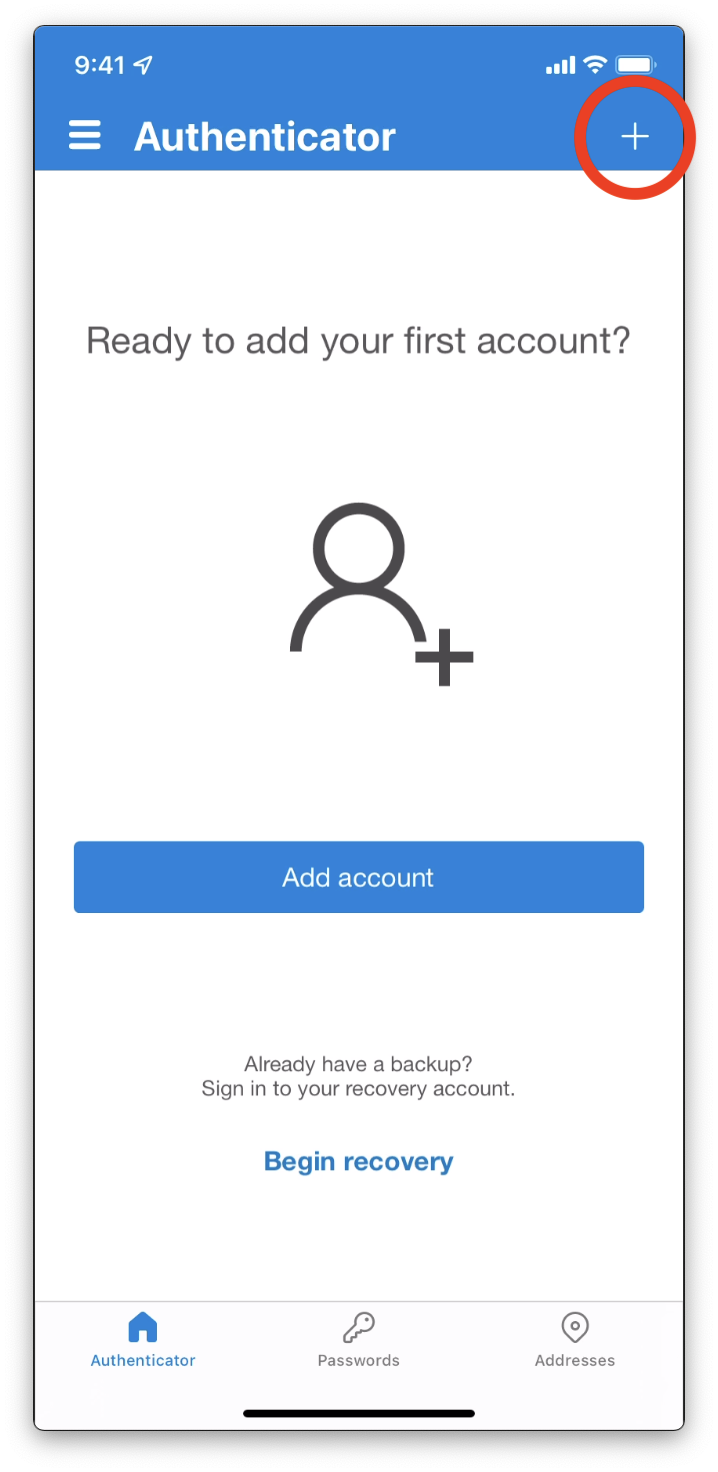 9:41
Authenticator
Ready to add your first account?
Add account
Already have a backup?
Sign in to your recovery account.
Begin recovery
Authenticator
Passwords
Addresses